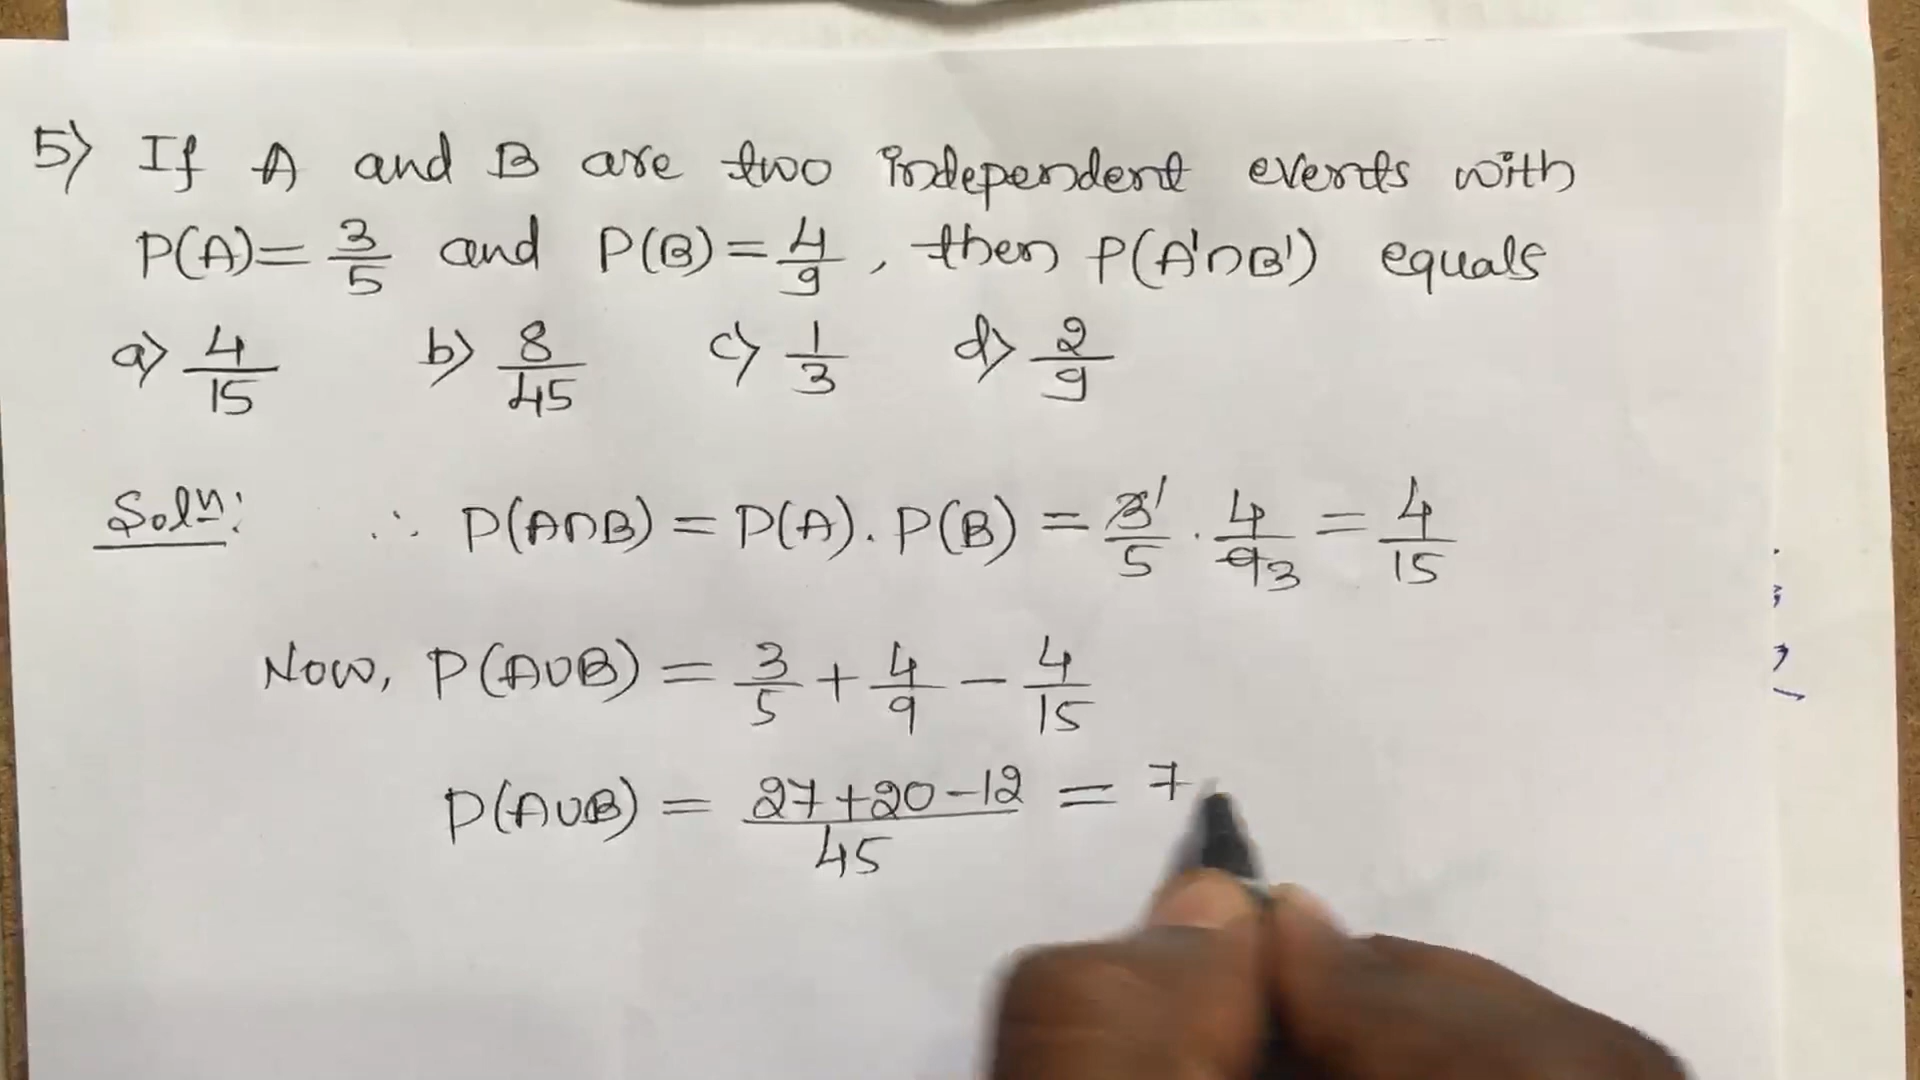 5) If A and B are two independent events with
P(A) = 3/5 and P(B) = 4/9, then P(A'∩B') equals
a) 4/15 b) 8/45 c) 1/3 d) 2/9
Soln: ∴ P(A∩B) = P(A). P(B) = 3 1/5 . 4/9 3 = 4/15
Now, P(A∪B) = 3/5 + 4/9 - 4/15
P(A∪B) = 27+20-12/45 = 7